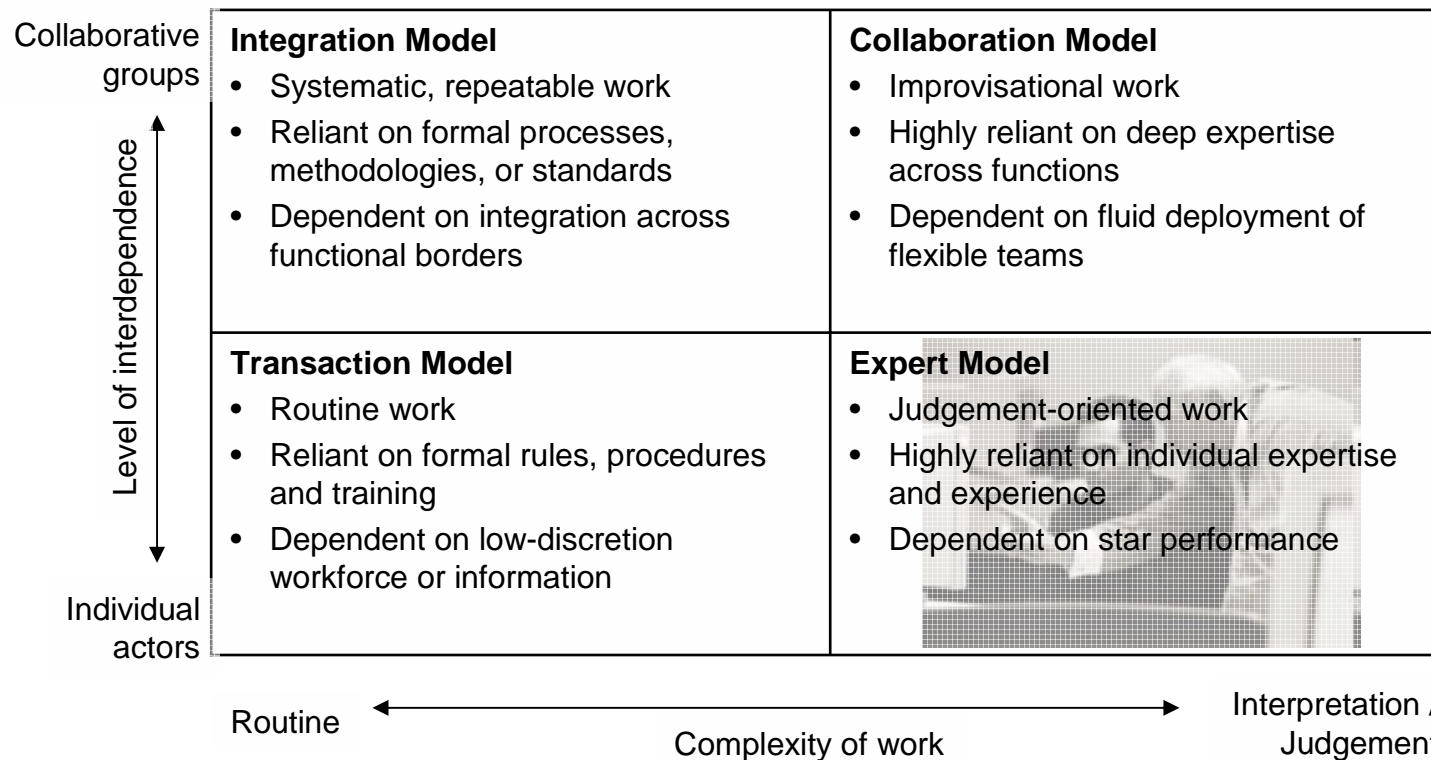 Collaborative
groups
Level of interdependence
Individual
actors
Integration Model
• Systematic, repeatable work
• Reliant on formal processes,
methodologies, or standards
• Dependent on integration across
functional borders
Collaboration Model
• Improvisational work
• Highly reliant on deep expertise
across functions
• Dependent on fluid deployment of
flexible teams
Transaction Model
• Routine work
• Reliant on formal rules, procedures
and training
• Dependent on low-discretion
workforce or information
Expert Model
• Judgement-oriented work
• Highly reliant on individual expertise
and experience
• Dependent on star performance
Routine
Complexity of work
Interpretation /
Judgement